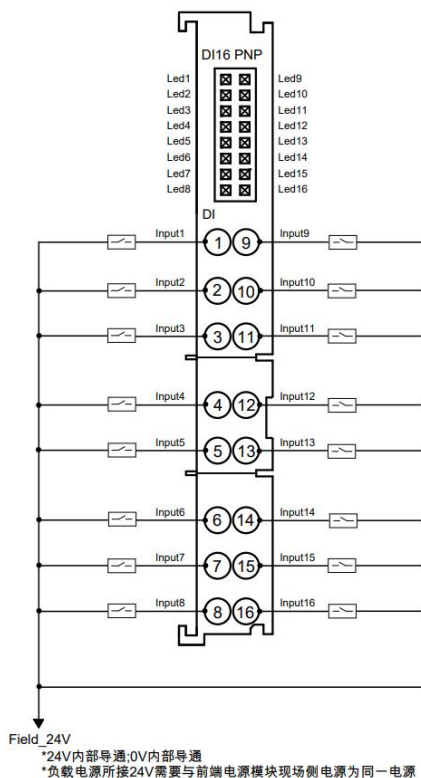 DI16 PNP
Led1 Led9
Led2 Led10
Led3 Led11
Led4 Led12
Led5 Led13
Led6 Led14
Led7 Led15
Led8 Led16
DI
Input1 1 9 Input9
Input2 2 10 Input10
Input3 3 11 Input11
Input4 4 12 Input12
Input5 5 13 Input13
Input6 6 14 Input14
Input7 7 15 Input15
Input8 8 16 Input16
Field_24V
*24V内部导通;0V内部导通
*负载电源所接24V需要与前端电源模块现场侧电源为同一电源